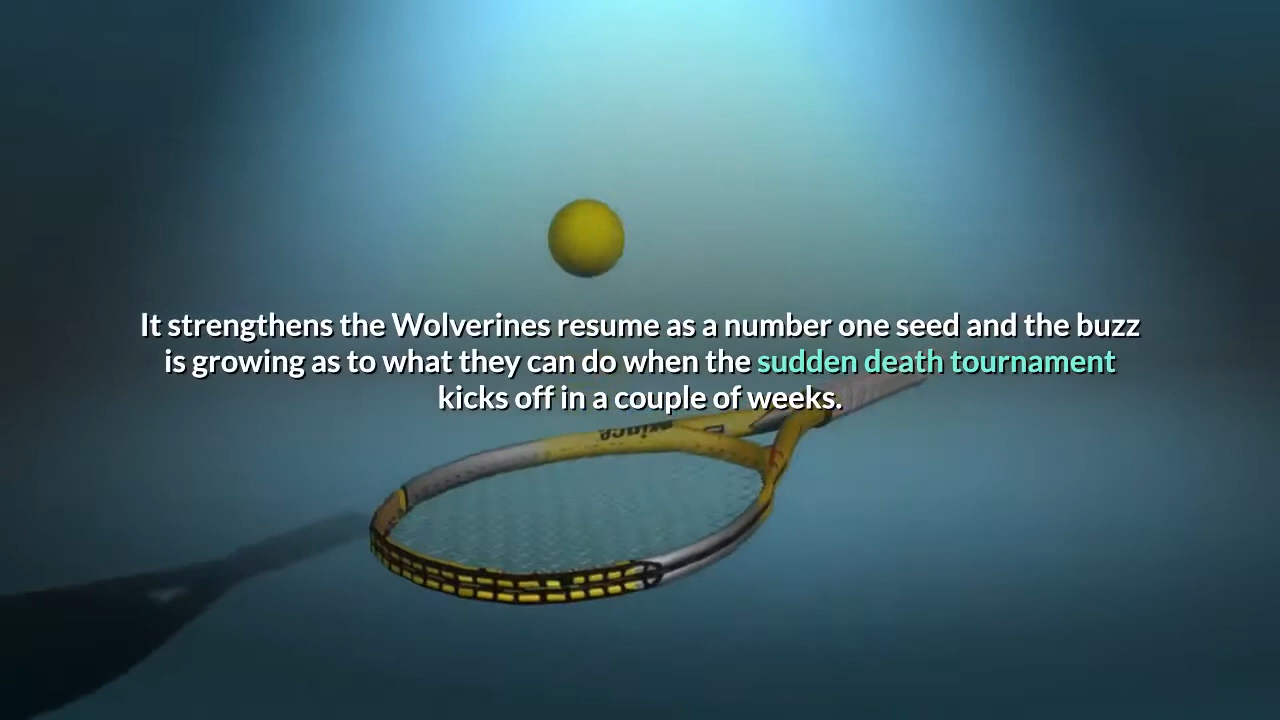 It strengthens the Wolverines resume as a number one seed and the buzz
is growing as to what they can do when the sudden death tournament
kicks off in a couple of weeks.
prince